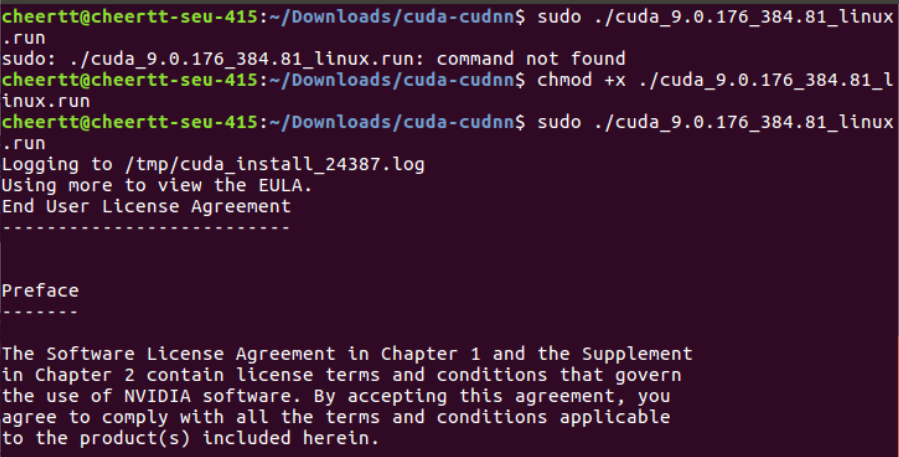 cheertt@cheertt-seu-415:~/Downloads/cuda-cudnn$ sudo ./cuda_9.0.176_384.81_linux
.run
sudo: ./cuda_9.0.176_384.81_linux.run: command not found
cheertt@cheertt-seu-415:~/Downloads/cuda-cudnn$ chmod +x ./cuda_9.0.176_384.81_l
inux.run
cheertt@cheertt-seu-415:~/Downloads/cuda-cudnn$ sudo ./cuda_9.0.176_384.81_linux
.run
Logging to /tmp/cuda_install_24387.log
Using more to view the EULA.
End User License Agreement
--------------------------
Preface
-------
The Software License Agreement in Chapter 1 and the Supplement
in Chapter 2 contain license terms and conditions that govern
the use of NVIDIA software. By accepting this agreement, you
agree to comply with all the terms and conditions applicable
to the product(s) included herein.